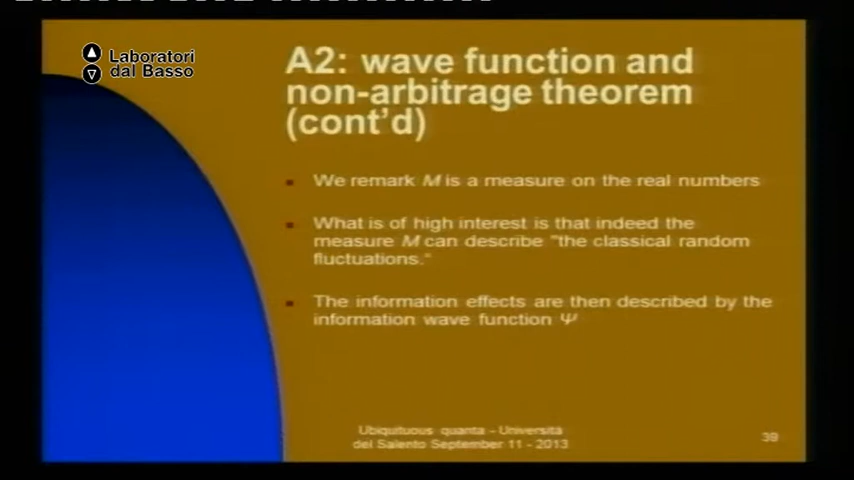 Laboratori
dal Basso
A2: wave function and
non-arbitrage theorem
(cont'd)
We remark M is a measure on the real numbers
What is of high interest is that indeed the
measure M can describe "the classical random
fluctuations."
The information effects are then described by the
information wave function Ψ
Ubiquituous quanta - Università
del Salento September 11 - 2013
39